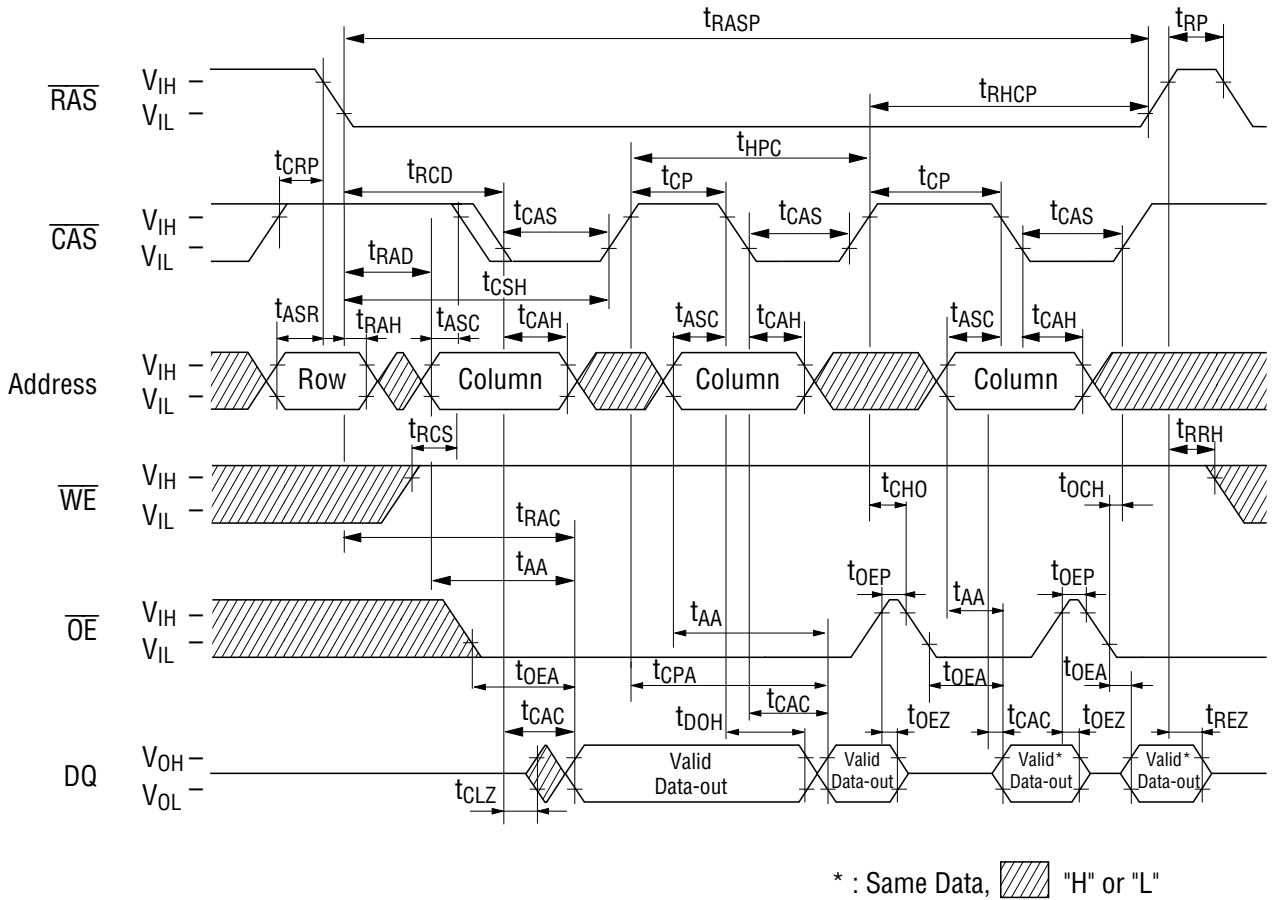 tRASP tRP
RAS VIH
VIL
tRHCP
tHPC
tCRP tRCD tCP tCP
CAS VIH
VIL
tCAS tCAS tCAS
tRAD
tCSH
tASR tRAH tASC tCAH tASC tCAH tASC tCAH
Address VIH
VIL
Row Column Column Column
tRCS tRRH
WE VIH
VIL
tCHO tOCH
tRAC
tAA tOEP tOEP
OE VIH
VIL
tAA tAA
tOEA tCPA tOEA tOEA
tCAC tCAC tDOH tOEZ tCAC tOEZ tREZ
DQ VOH
VOL
Valid Data-out
Valid Data-out
Valid* Data-out
Valid* Data-out
tCLZ
* : Same Data, "H" or "L"